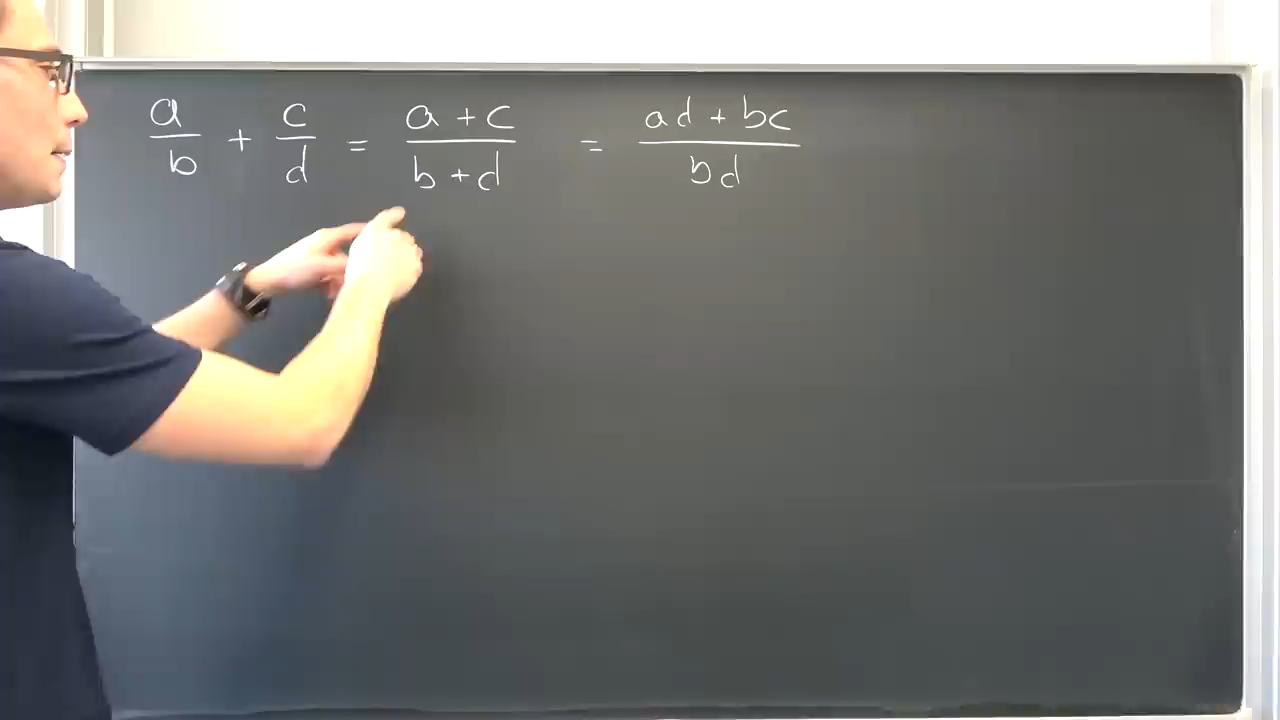 a/b + c/d = (a + c)/(b + d) = (ad + bc)/(bd)